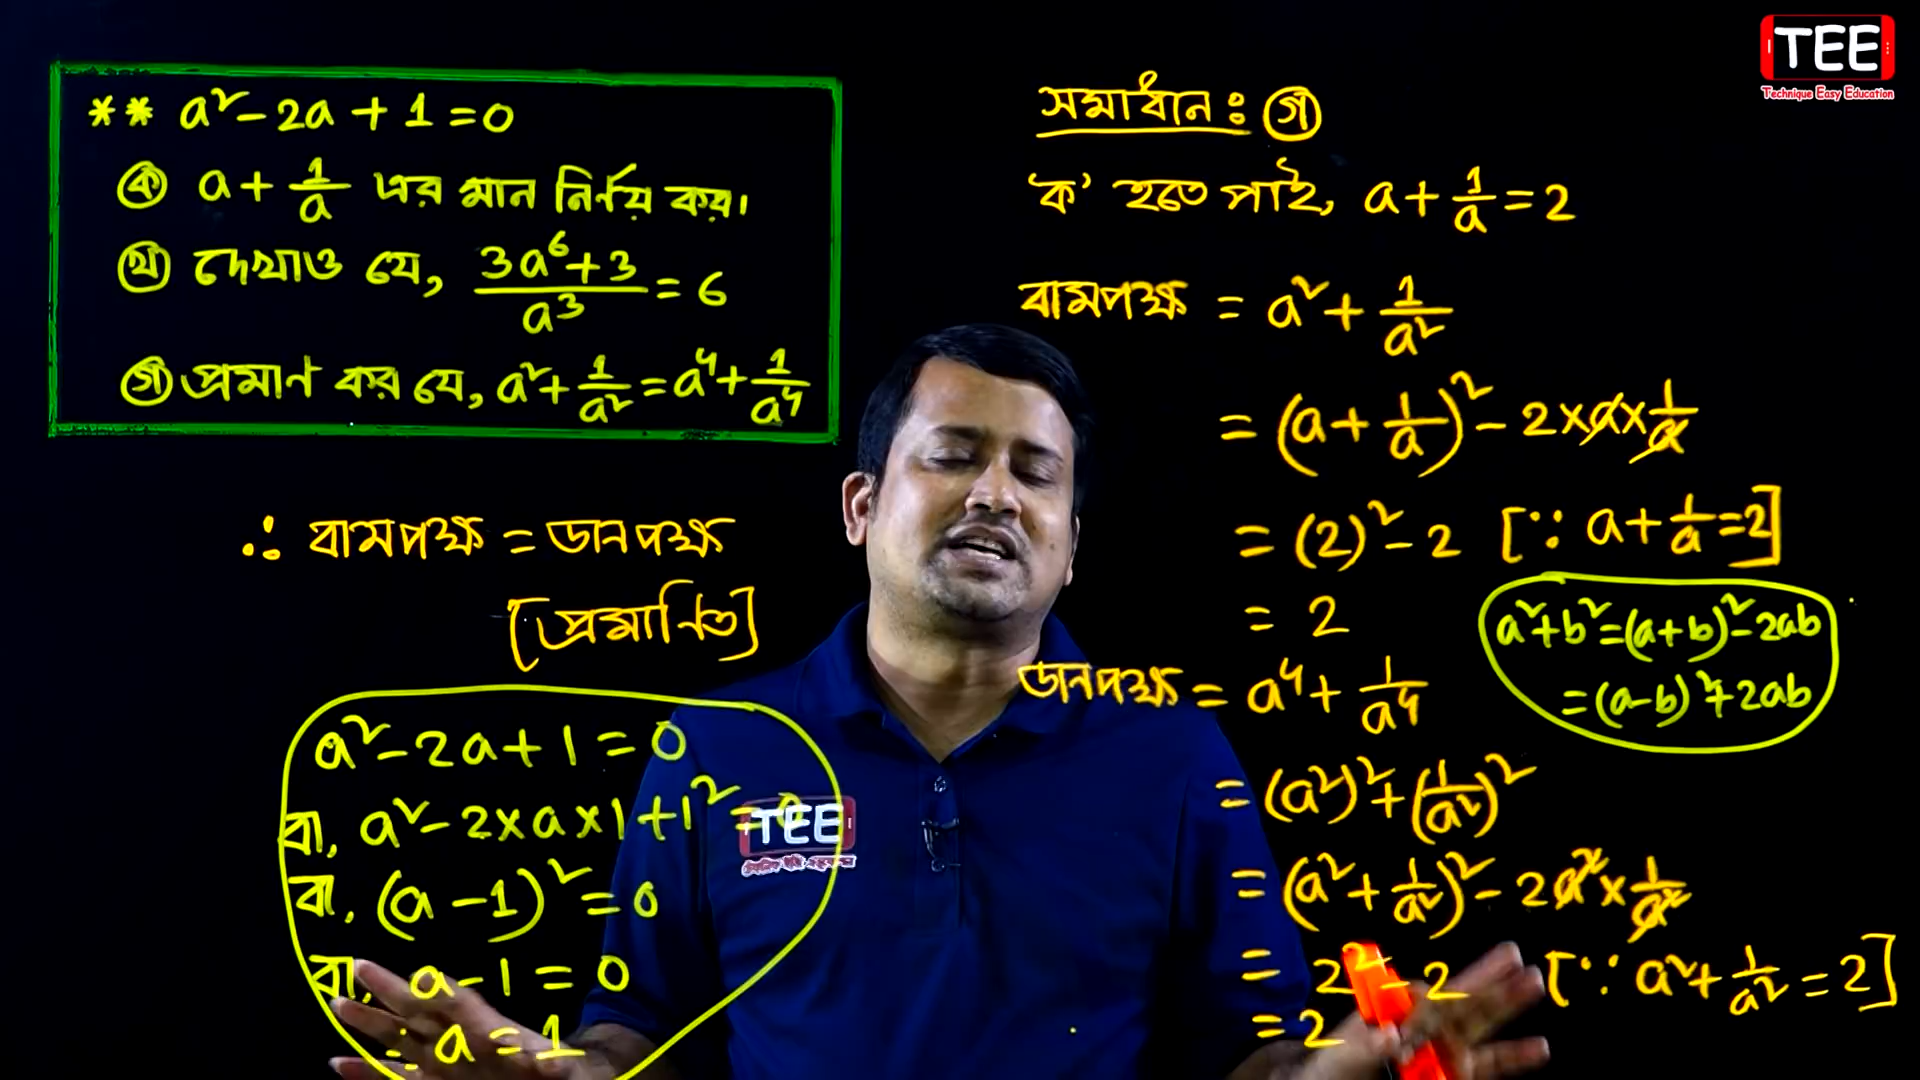 ** a² - 2a + 1 = 0
ক a + 1/a এর মান নির্ণয় কর।
খ দেখাও যে, (3a⁶ + 3)/a³ = 6
গ প্রমাণ কর যে, a² + 1/a² = a⁴ + 1/a⁴
∴ বামপক্ষ = ডানপক্ষ
[প্রমাণিত]
a² - 2a + 1 = 0
বা, a² - 2 × a × 1 + 1² = 0
বা, (a - 1)² = 0
বা, a - 1 = 0
∴ a = 1
সমাধান : গ
'ক' হতে পাই, a + 1/a = 2
বামপক্ষ = a² + 1/a²
= (a + 1/a)² - 2 × a × 1/a
= (2)² - 2 [∵ a + 1/a = 2]
= 2
a² + b² = (a + b)² - 2ab
= (a - b)² + 2ab
ডানপক্ষ = a⁴ + 1/a⁴
= (a²)² + (1/a²)²
= (a² + 1/a²)² - 2a² × 1/a²
= 2² - 2 [∵ a² + 1/a² = 2]
= 2
TEE
Technique Easy Education
TEE